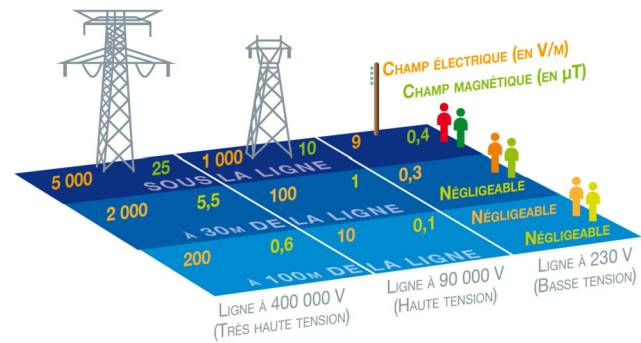 CHAMP ÉLECTRIQUE (EN V/M)
CHAMP MAGNÉTIQUE (EN µT)
5 000 25 1 000 10 9 0,4
SOUS LA LIGNE
2 000 5,5 100 1 0,3 NÉGLIGEABLE
À 30M DE LA LIGNE
200 0,6 10 0,1 NÉGLIGEABLE NÉGLIGEABLE
À 100M DE LA LIGNE
LIGNE À 400 000 V
(TRÈS HAUTE TENSION)
LIGNE À 90 000 V
(HAUTE TENSION)
LIGNE À 230 V
(BASSE TENSION)